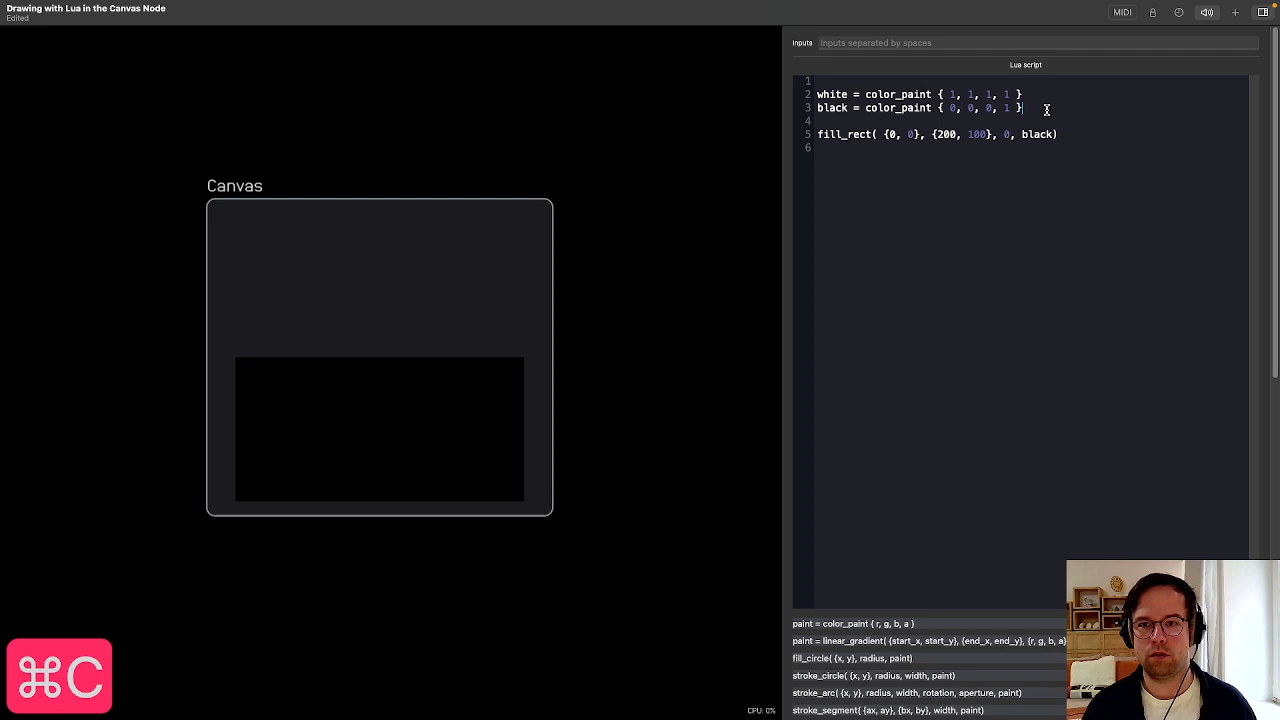 Drawing with Lua in the Canvas Node
Edited
MIDI
Inputs
Inputs separated by spaces
Lua script
1
2 white = color_paint { 1, 1, 1, 1 }
3 black = color_paint { 0, 0, 0, 1 }
4
5 fill_rect( {0, 0}, {200, 100}, 0, black)
6
Canvas
paint = color_paint { r, g, b, a }
paint = linear_gradient( {start_x, start_y}, {end_x, end_y}, {r, g, b, a}
fill_circle( {x, y}, radius, paint)
stroke_circle( {x, y}, radius, width, paint)
stroke_arc( {x, y}, radius, width, rotation, aperture, paint)
stroke_segment( {ax, ay}, {bx, by}, width, paint)
⌘C
CPU: 0%